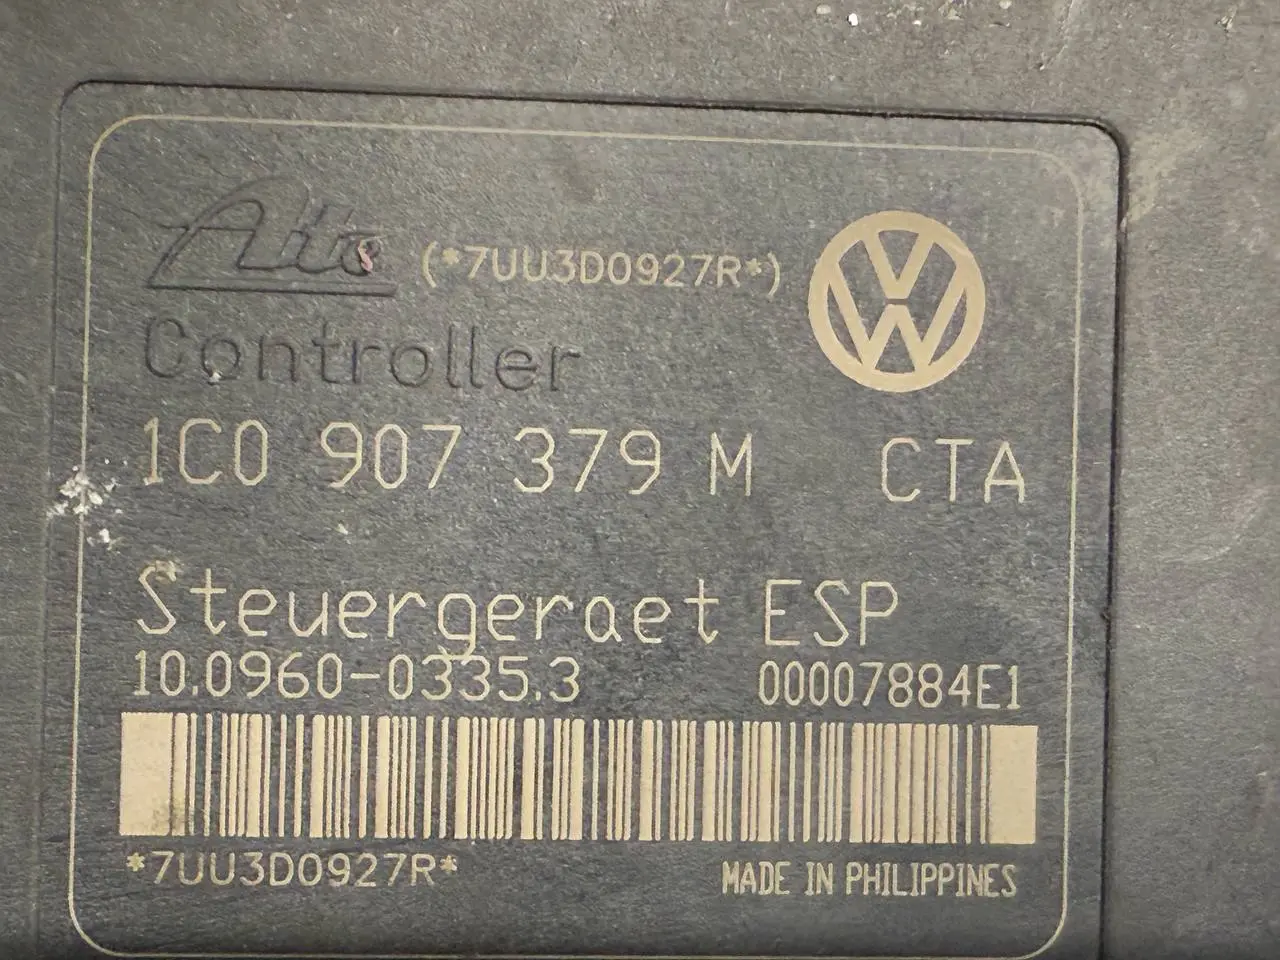 Ate (*7UU3D0927R*)
Controller
1C0 907 379 M CTA
Steuergeraet ESP
10.0960-0335.3 00007884E1
*7UU3D0927R* MADE IN PHILIPPINES